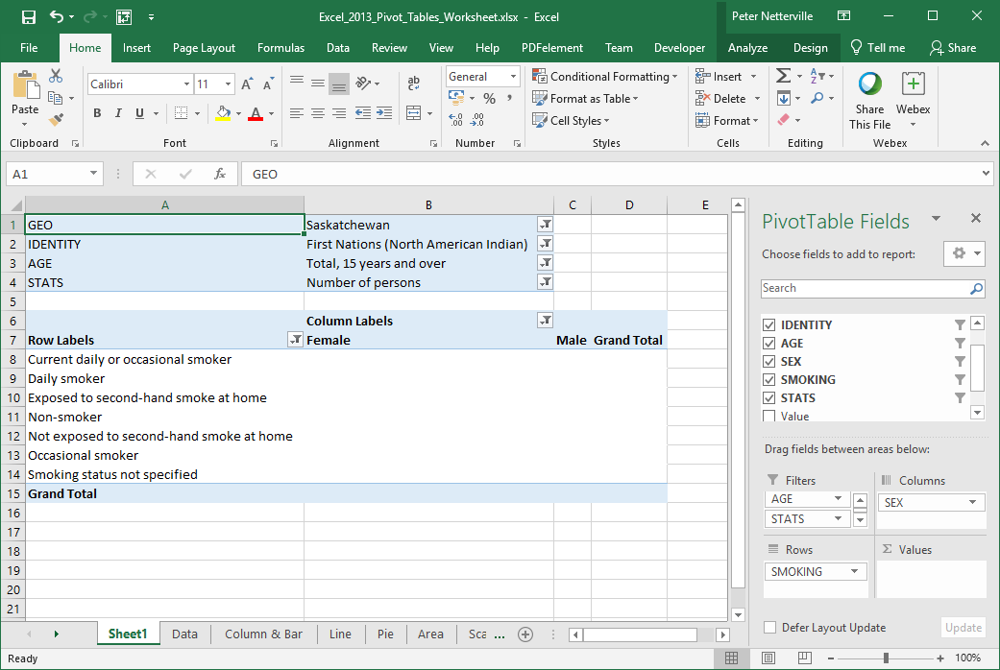 Excel_2013_Pivot_Tables_Worksheet.xlsx - Excel
Peter Netterville
File Home Insert Page Layout Formulas Data Review View Help PDFelement Team Developer Analyze Design Tell me Share
Paste
Calibri 11
B I U
A A
General
% ,
ab
c
Conditional Formatting
Format as Table
Cell Styles
Insert
Delete
Format
Share
This File
Webex
Clipboard Font Alignment Number Styles Cells Editing Webex
A1 fx GEO
A B C D E
1 GEO Saskatchewan
2 IDENTITY First Nations (North American Indian)
3 AGE Total, 15 years and over
4 STATS Number of persons
5
6 Column Labels
7 Row Labels Female Male Grand Total
8 Current daily or occasional smoker
9 Daily smoker
10 Exposed to second-hand smoke at home
11 Non-smoker
12 Not exposed to second-hand smoke at home
13 Occasional smoker
14 Smoking status not specified
15 Grand Total
16
17
18
19
20
21
PivotTable Fields
Choose fields to add to report:
Search
IDENTITY
AGE
SEX
SMOKING
STATS
Value
Drag fields between areas below:
Filters
AGE
STATS
Columns
SEX
Rows
SMOKING
Σ Values
Defer Layout Update Update
Sheet1 Data Column & Bar Line Pie Area Sca ...
Ready 100%